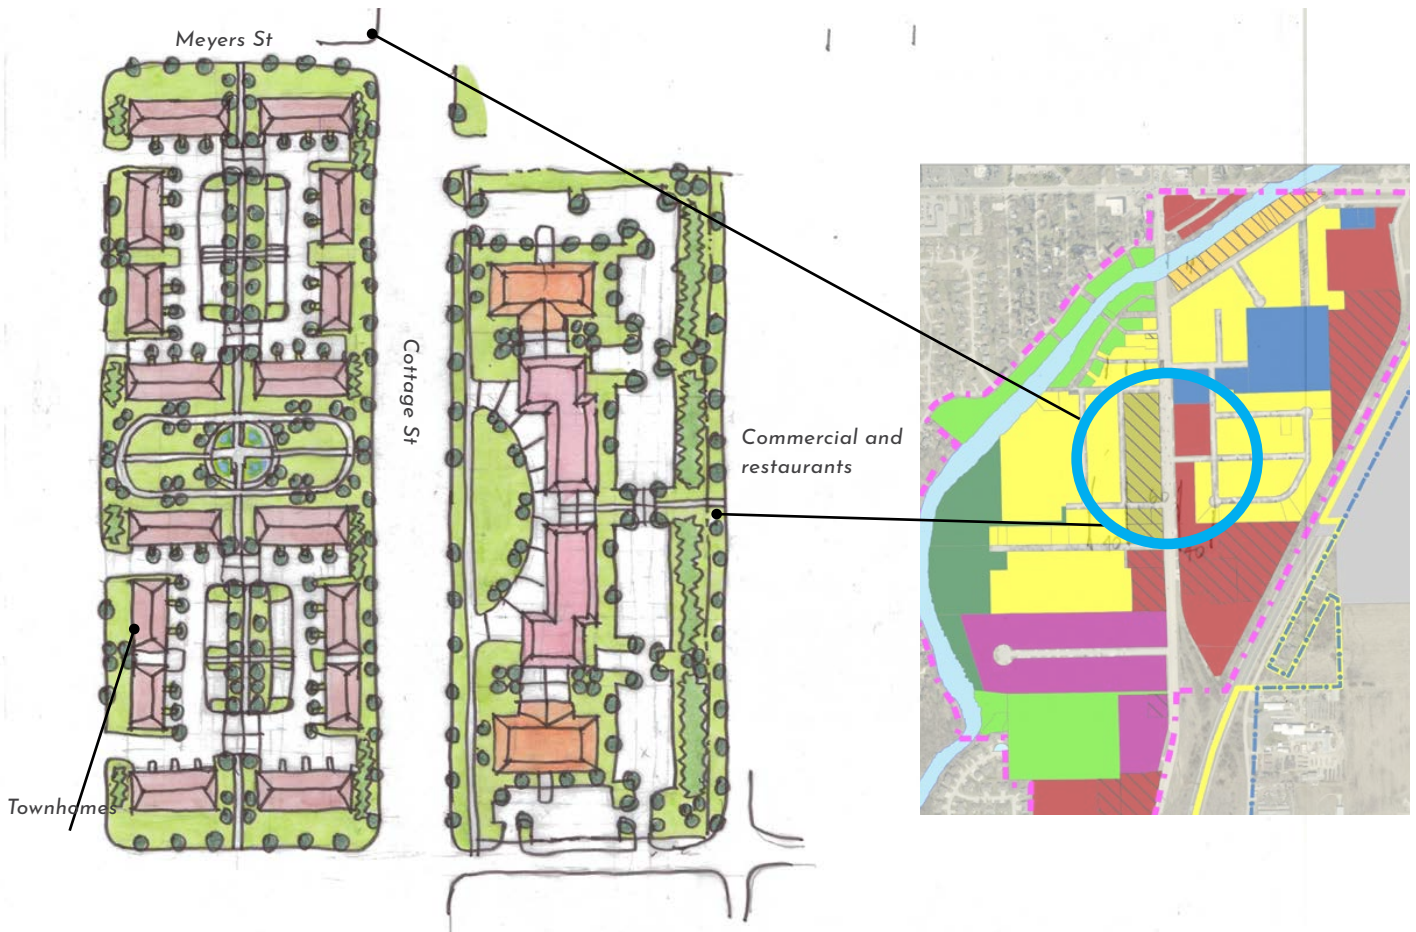 Meyers St
Cottage St
Commercial and
restaurants
Townhomes